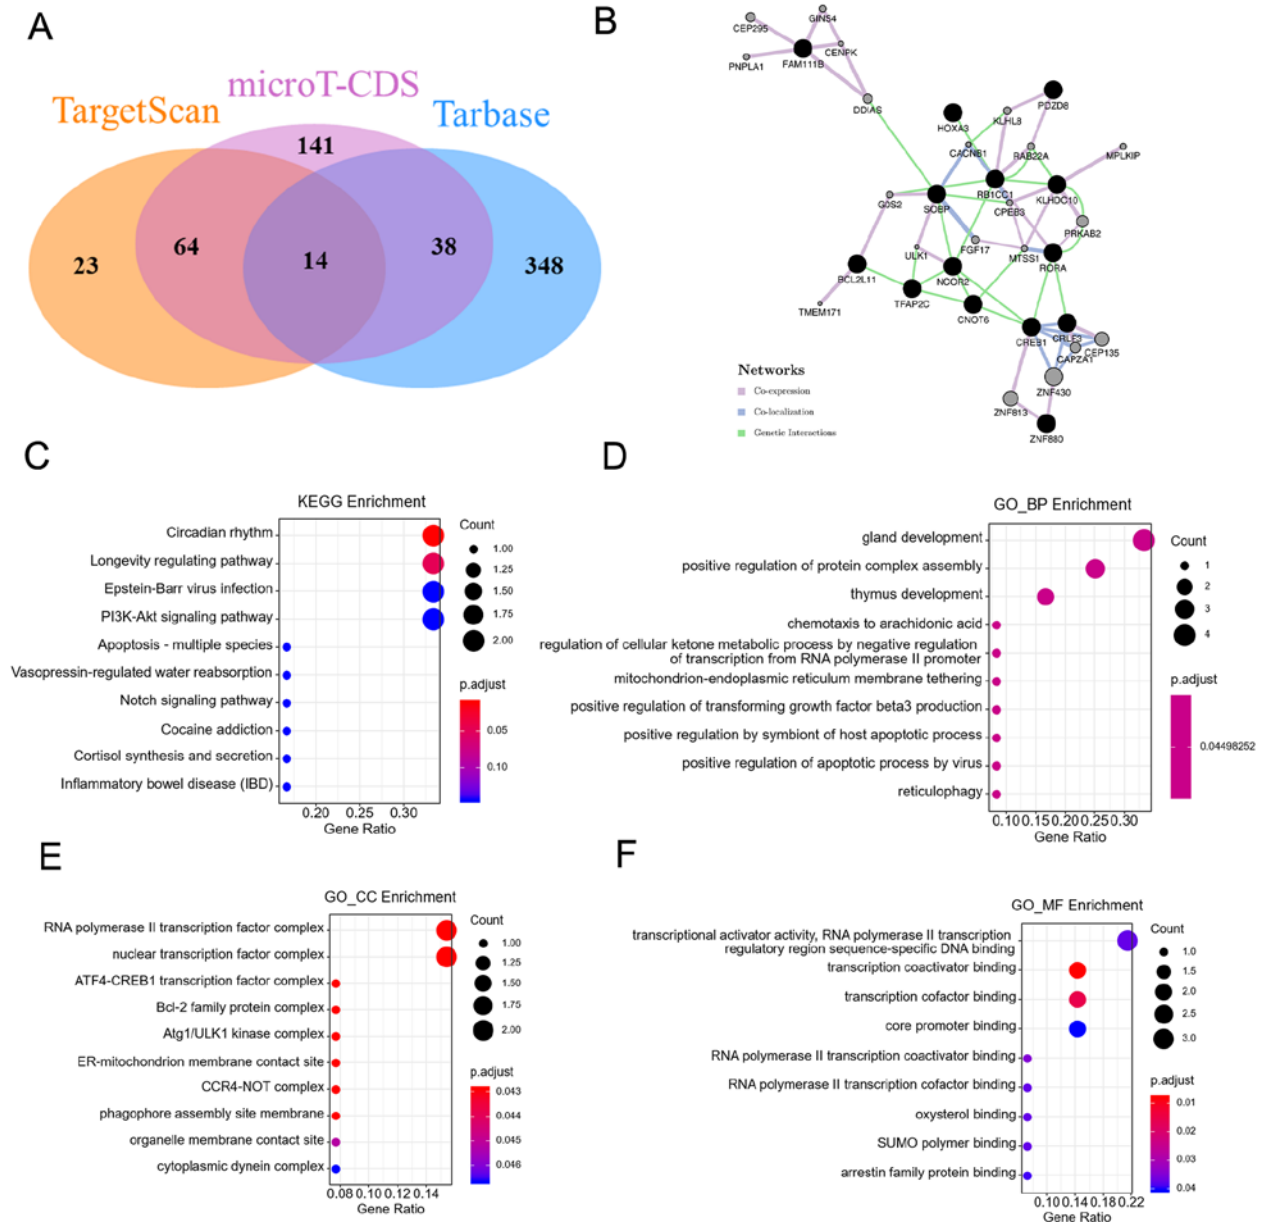 A
microT-CDS
TargetScan
Tarbase
141
23
64
14
38
348
B
GINS4
CEP295
CENPK
PNPLA1
FAM111B
DDIAS
PDZD8
HOXA3
KLHL8
CACNB1
RAB22A
MPLKIP
RB1CC1
KLHDC10
G0S2
SOBP
CPEB3
PRKAB2
FGF17
ULK1
MTSS1
RORA
BCL2L11
NCOR2
TFAP2C
TMEM171
CNOT6
CREB1
CRLF3
CEP135
CAPZA1
ZNF430
ZNF813
ZNF880
Networks
Co-expression
Co-localization
Genetic Interactions
C
KEGG Enrichment
Circadian rhythm
Longevity regulating pathway
Epstein-Barr virus infection
PI3K-Akt signaling pathway
Apoptosis - multiple species
Vasopressin-regulated water reabsorption
Notch signaling pathway
Cocaine addiction
Cortisol synthesis and secretion
Inflammatory bowel disease (IBD)
0.20 0.25 0.30
Gene Ratio
Count
1.00
1.25
1.50
1.75
2.00
p.adjust
0.05
0.10
D
GO_BP Enrichment
gland development
positive regulation of protein complex assembly
thymus development
chemotaxis to arachidonic acid
regulation of cellular ketone metabolic process by negative regulation
of transcription from RNA polymerase II promoter
mitochondrion-endoplasmic reticulum membrane tethering
positive regulation of transforming growth factor beta3 production
positive regulation by symbiont of host apoptotic process
positive regulation of apoptotic process by virus
reticulophagy
0.10 0.15 0.20 0.25 0.30
Gene Ratio
Count
1
2
3
4
p.adjust
0.04498252
E
GO_CC Enrichment
RNA polymerase II transcription factor complex
nuclear transcription factor complex
ATF4-CREB1 transcription factor complex
Bcl-2 family protein complex
Atg1/ULK1 kinase complex
ER-mitochondrion membrane contact site
CCR4-NOT complex
phagophore assembly site membrane
organelle membrane contact site
cytoplasmic dynein complex
0.08 0.10 0.12 0.14
Gene Ratio
Count
1.00
1.25
1.50
1.75
2.00
p.adjust
0.043
0.044
0.045
0.046
F
GO_MF Enrichment
transcriptional activator activity, RNA polymerase II transcription
regulatory region sequence-specific DNA binding
transcription coactivator binding
transcription cofactor binding
core promoter binding
RNA polymerase II transcription coactivator binding
RNA polymerase II transcription cofactor binding
oxysterol binding
SUMO polymer binding
arrestin family protein binding
0.10 0.14 0.18 0.22
Gene Ratio
Count
1.0
1.5
2.0
2.5
3.0
p.adjust
0.01
0.02
0.03
0.04